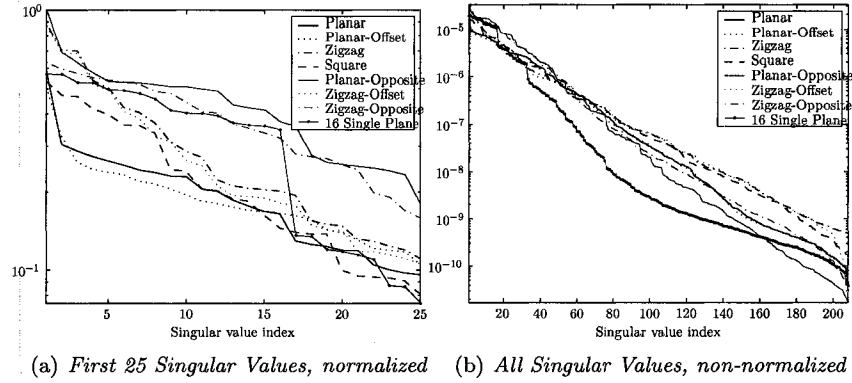 10^0
10^{-1}
5
10
15
20
25
Singular value index
Planar
Planar-Offset
Zigzag
Square
Planar-Opposite
Zigzag-Offset
Zigzag-Opposite
16 Single Plane
(a) First 25 Singular Values, normalized
10^{-5}
10^{-6}
10^{-7}
10^{-8}
10^{-9}
10^{-10}
20
40
60
80
100
120
140
160
180
200
Singular value index
Planar
Planar-Offset
Zigzag
Square
Planar-Opposite
Zigzag-Offset
Zigzag-Opposite
16 Single Plane
(b) All Singular Values, non-normalized